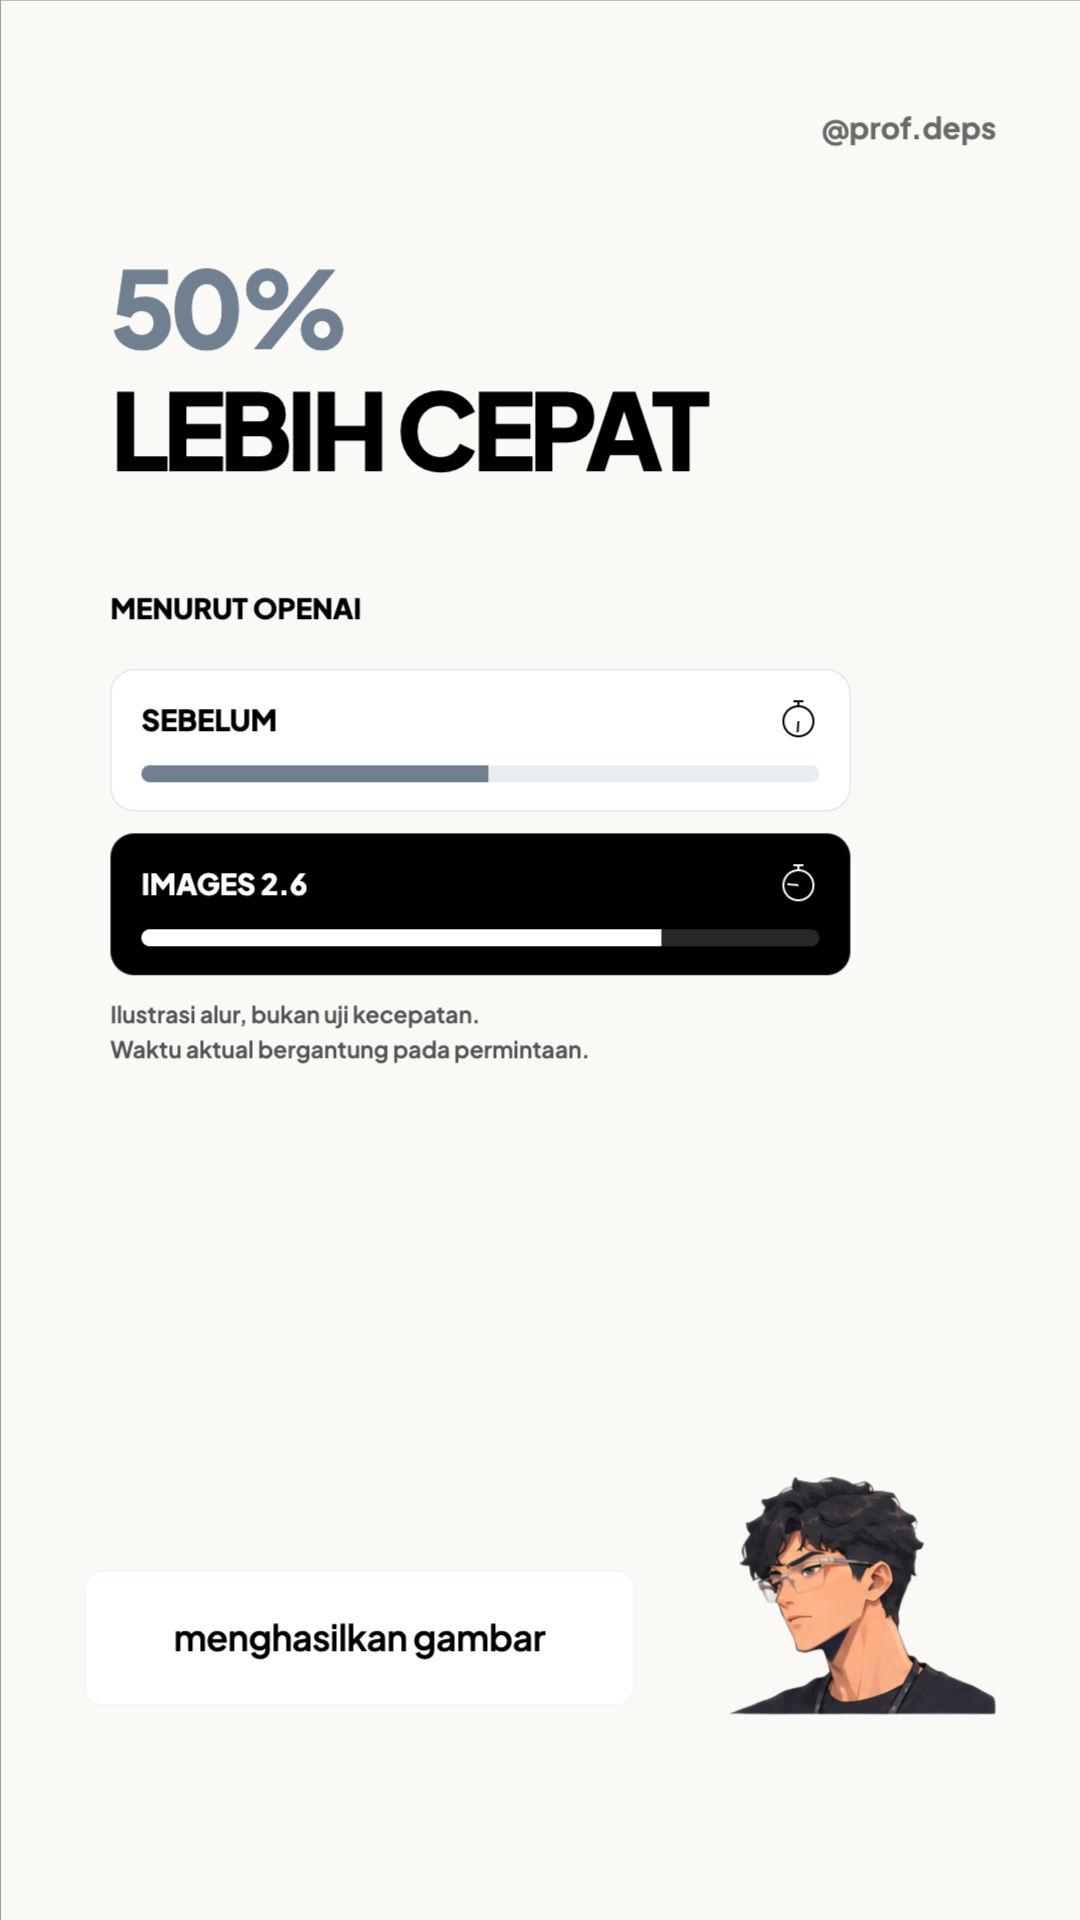 @prof.deps
50%
LEBIH CEPAT
MENURUT OPENAI
SEBELUM
IMAGES 2.6
Ilustrasi alur, bukan uji kecepatan.
Waktu aktual bergantung pada permintaan.
menghasilkan gambar